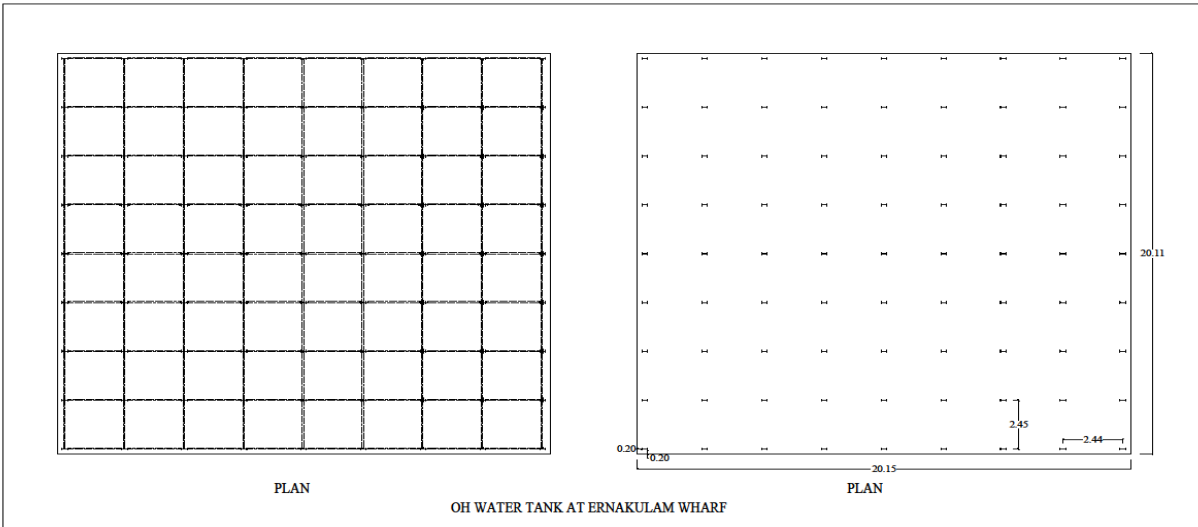 20.11
2.45
2.44
0.20
0.20
20.15
PLAN
PLAN
OH WATER TANK AT ERNAKULAM WHARF